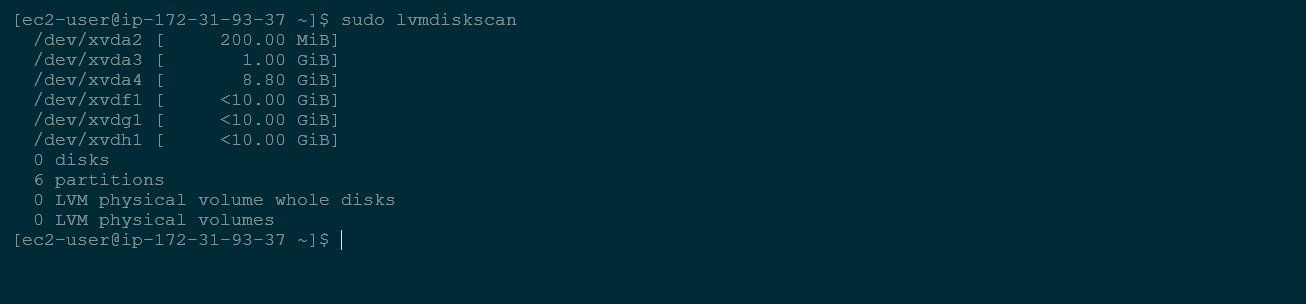 [ec2-user@ip-172-31-93-37 ~]$ sudo lvmdiskscan
  /dev/xvda2 [     200.00 MiB]
  /dev/xvda3 [       1.00 GiB]
  /dev/xvda4 [       8.80 GiB]
  /dev/xvdf1 [     <10.00 GiB]
  /dev/xvdg1 [     <10.00 GiB]
  /dev/xvdh1 [     <10.00 GiB]
  0 disks
  6 partitions
  0 LVM physical volume whole disks
  0 LVM physical volumes
[ec2-user@ip-172-31-93-37 ~]$